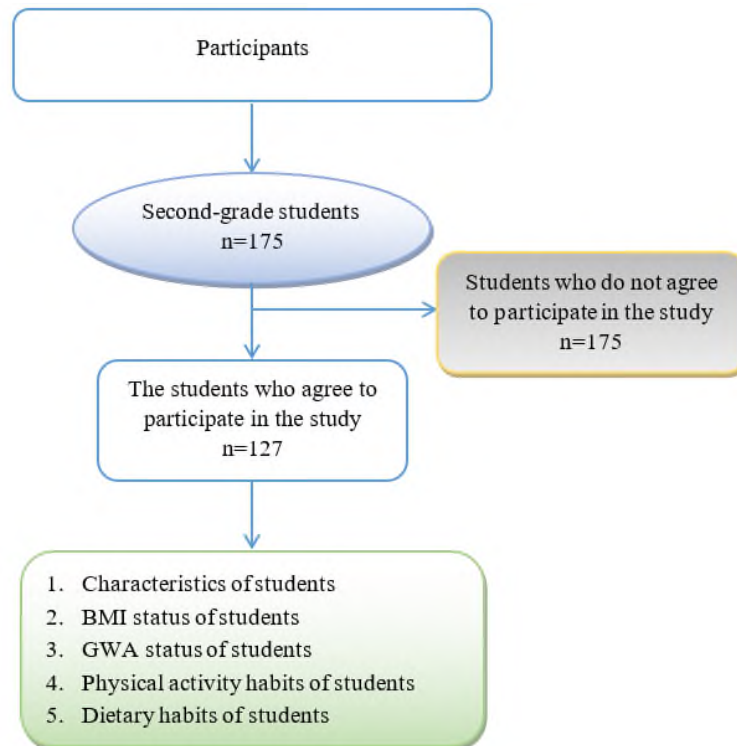 Participants
Second-grade students
n=175
Students who do not agree
to participate in the study
n=175
The students who agree to
participate in the study
n=127
1. Characteristics of students
2. BMI status of students
3. GWA status of students
4. Physical activity habits of students
5. Dietary habits of students